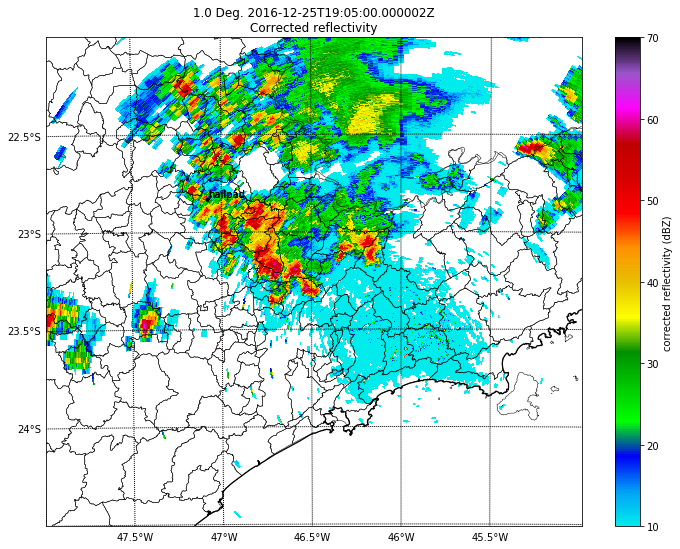 1.0 Deg. 2016-12-25T19:05:00.000002Z
Corrected reflectivity
22.5°S
23°S
23.5°S
24°S
47.5°W
47°W
46.5°W
46°W
45.5°W
hailpad
70
60
50
40
30
20
10
corrected reflectivity (dBZ)